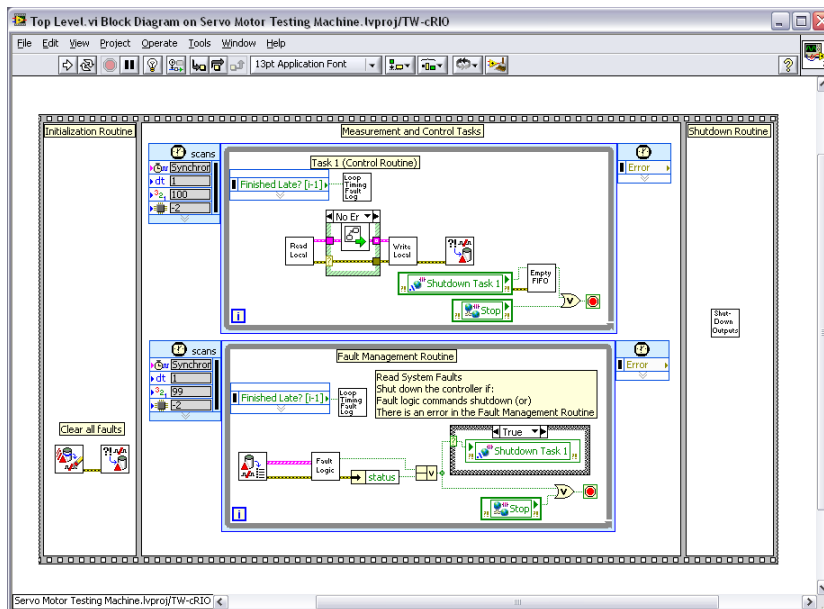 Top Level.vi Block Diagram on Servo Motor Testing Machine.lvproj/TW-cRIO
File Edit View Project Operate Tools Window Help
13pt Application Font
Initialization Routine
Measurement and Control Tasks
Shutdown Routine
scans
Synchron
dt 1
100
-2
Task 1 (Control Routine)
Finished Late? [i-1]
Loop
Timing
Fault
Log
Error
No Er
Read
Local
Write
Local
Shutdown Task 1
Empty
FIFO
Stop
i
Shut-
Down
Outputs
scans
Synchron
dt 1
99
-2
Fault Management Routine
Finished Late? [i-1]
Loop
Timing
Fault
Log
Error
Read System Faults
Shut down the controller if:
Fault logic commands shutdown (or)
There is an error in the Fault Management Routine
Clear all faults
True
Shutdown Task 1
Fault
Logic
status
Stop
i
Servo Motor Testing Machine.lvproj/TW-cRIO